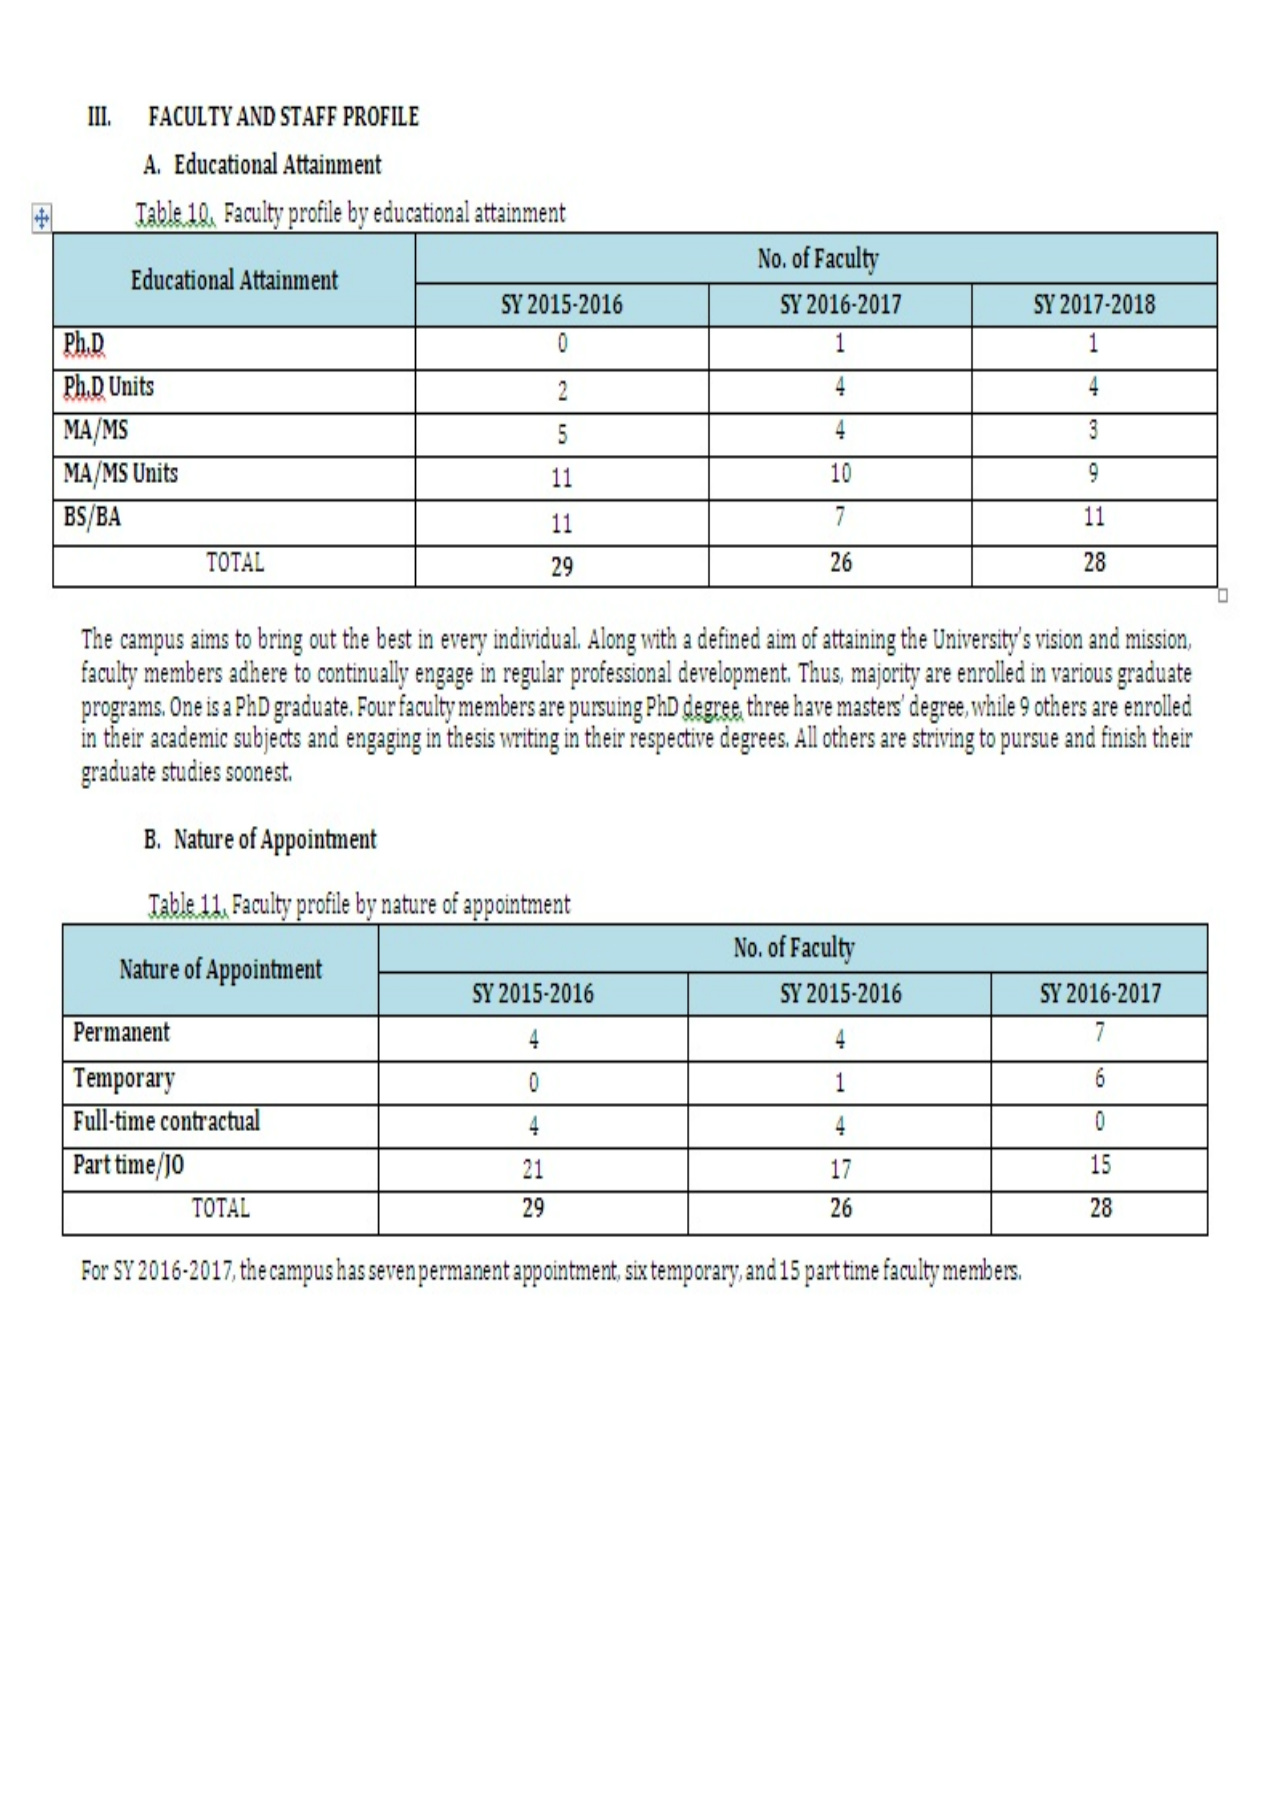 III. FACULTY AND STAFF PROFILE
A. Educational Attainment
Table 10. Faculty profile by educational attainment
Educational Attainment No. of Faculty
SY 2015-2016 SY 2016-2017 SY 2017-2018
Ph.D 0 1 1
Ph.D Units 2 4 4
MA/MS 5 4 3
MA/MS Units 11 10 9
BS/BA 11 7 11
TOTAL 29 26 28
The campus aims to bring out the best in every individual. Along with a defined aim of attaining the University's vision and mission,
faculty members adhere to continually engage in regular professional development. Thus, majority are enrolled in various graduate
programs. One is a PhD graduate. Four faculty members are pursuing PhD degree, three have masters' degree, while 9 others are enrolled
in their academic subjects and engaging in thesis writing in their respective degrees. All others are striving to pursue and finish their
graduate studies soonest.
B. Nature of Appointment
Table 11. Faculty profile by nature of appointment
Nature of Appointment No. of Faculty
SY 2015-2016 SY 2015-2016 SY 2016-2017
Permanent 4 4 7
Temporary 0 1 6
Full-time contractual 4 4 0
Part time/JO 21 17 15
TOTAL 29 26 28
For SY 2016-2017, the campus has seven permanent appointment, six temporary, and 15 part time faculty members.